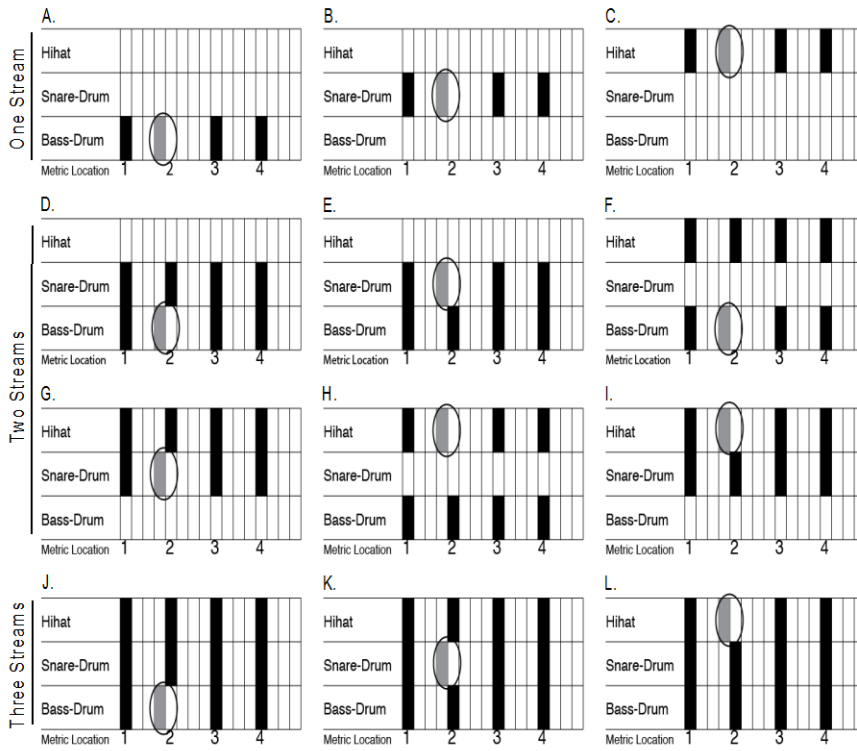 A.
B.
C.
One Stream
Hihat
Snare-Drum
Bass-Drum
Metric Location 1 2 3 4
Hihat
Snare-Drum
Bass-Drum
Metric Location 1 2 3 4
Hihat
Snare-Drum
Bass-Drum
Metric Location 1 2 3 4
D.
E.
F.
Two Streams
Hihat
Snare-Drum
Bass-Drum
Metric Location 1 2 3 4
Hihat
Snare-Drum
Bass-Drum
Metric Location 1 2 3 4
Hihat
Snare-Drum
Bass-Drum
Metric Location 1 2 3 4
G.
H.
I.
Hihat
Snare-Drum
Bass-Drum
Metric Location 1 2 3 4
Hihat
Snare-Drum
Bass-Drum
Metric Location 1 2 3 4
Hihat
Snare-Drum
Bass-Drum
Metric Location 1 2 3 4
J.
K.
L.
Three Streams
Hihat
Snare-Drum
Bass-Drum
Metric Location 1 2 3 4
Hihat
Snare-Drum
Bass-Drum
Metric Location 1 2 3 4
Hihat
Snare-Drum
Bass-Drum
Metric Location 1 2 3 4